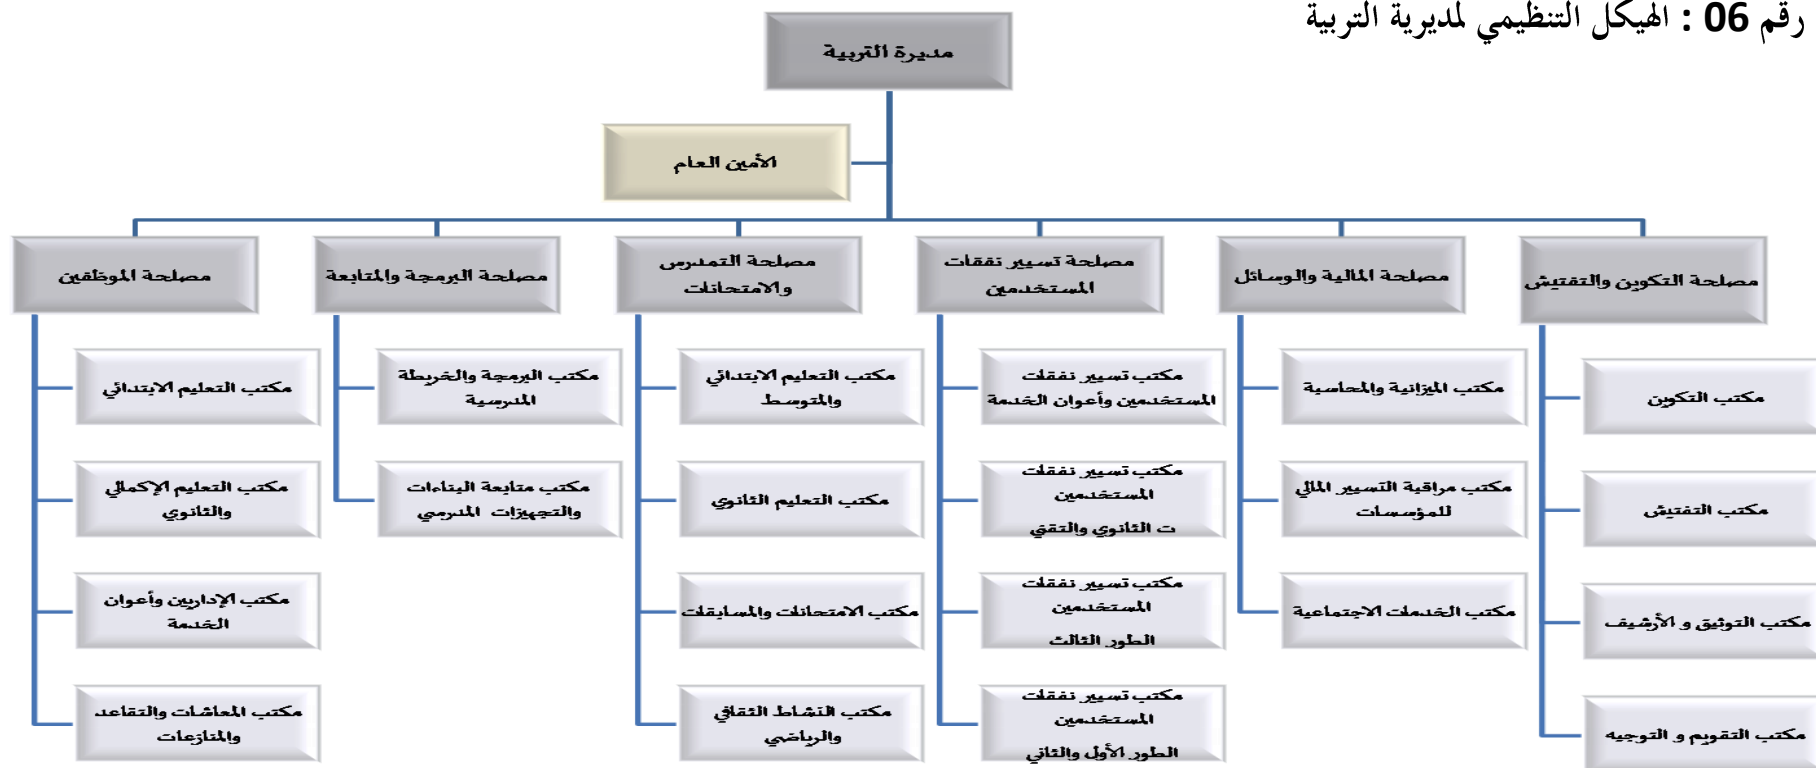 رقم 06 : الهيكل التنظيمي لمديرية التربية
مديرة التربية
الأمين العام
مصلحة التكوين والتفتيش
مكتب التكوين
مكتب التفتيش
مكتب التوثيق و الأرشيف
مكتب التقويم و التوجيه
مصلحة المالية والوسائل
مكتب الميزانية والمحاسبة
مكتب مراقبة التسيير المالي
للمؤسسات
مكتب الخدمات الاجتماعية
مصلحة تسيير نفقات
المستخدمين
مكتب تسيير نفقات
المستخدمين وأعوان الخدمة
مكتب تسيير نفقات
المستخدمين
ت الثانوي والتقني
مكتب تسيير نفقات
المستخدمين
الطور الثالث
مكتب تسيير نفقات
المستخدمين
الطور الأول والثاني
مصلحة التمدرس
والامتحانات
مكتب التعليم الابتدائي
والمتوسط
مكتب التعليم الثانوي
مكتب الامتحانات والمسابقات
مكتب النشاط الثقافي
والرياضي
مصلحة البرمجة والمتابعة
مكتب البرمجة والخريطة
المدرسية
مكتب متابعة البناءات
والتجهيزات المدرسي
مصلحة الموظفين
مكتب التعليم الابتدائي
مكتب التعليم الإكمالي
والثانوي
مكتب الإداريين وأعوان
الخدمة
مكتب المعاشات والتقاعد
والمنازعات